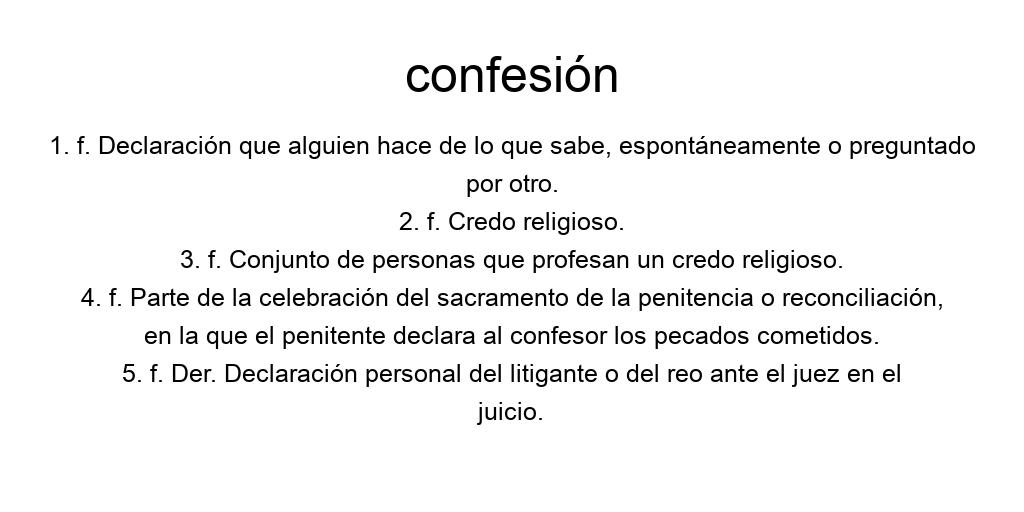 confesión
1. f. Declaración que alguien hace de lo que sabe, espontáneamente o preguntado
por otro.
2. f. Credo religioso.
3. f. Conjunto de personas que profesan un credo religioso.
4. f. Parte de la celebración del sacramento de la penitencia o reconciliación,
en la que el penitente declara al confesor los pecados cometidos.
5. f. Der. Declaración personal del litigante o del reo ante el juez en el
juicio.